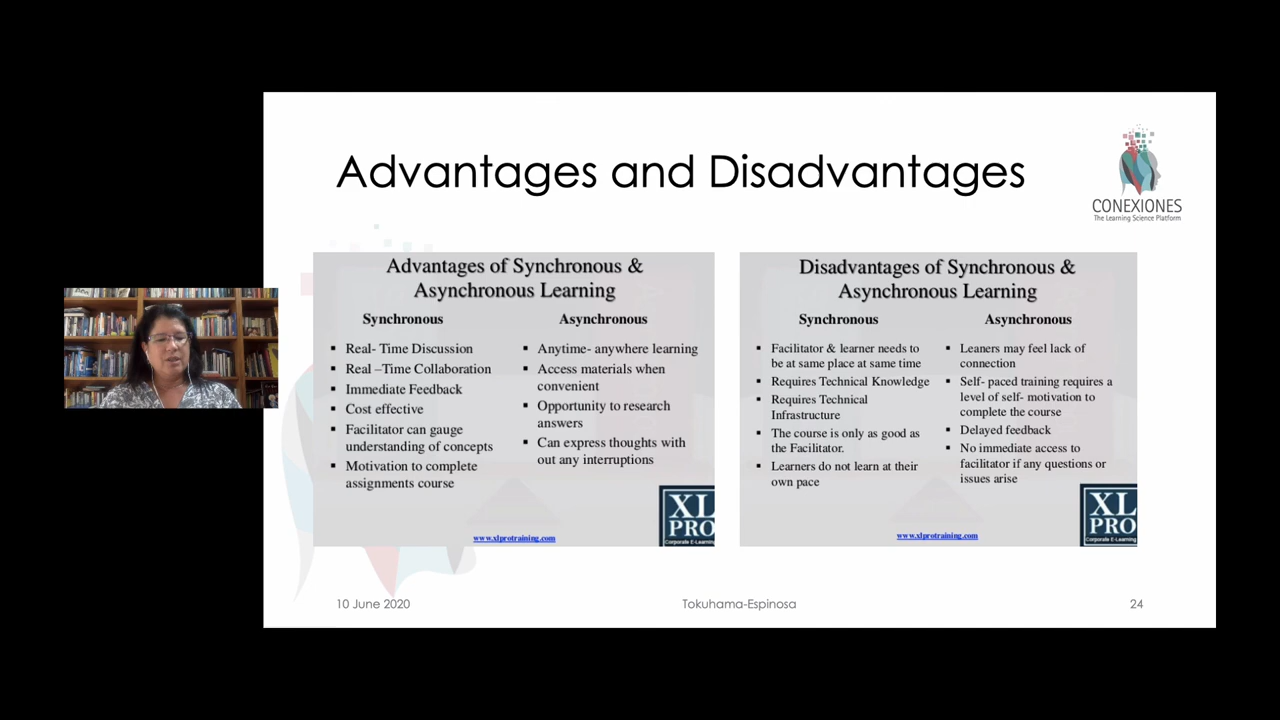 Advantages and Disadvantages
CONEXIONES
The Learning Science Platform
Advantages of Synchronous &
Asynchronous Learning
Synchronous
▪ Real- Time Discussion
▪ Real –Time Collaboration
▪ Immediate Feedback
▪ Cost effective
▪ Facilitator can gauge
understanding of concepts
▪ Motivation to complete
assignments course
Asynchronous
▪ Anytime- anywhere learning
▪ Access materials when
convenient
▪ Opportunity to research
answers
▪ Can express thoughts with
out any interruptions
XL
PRO
Corporate E-Learning
www.xlprotraining.com
Disadvantages of Synchronous &
Asynchronous Learning
Synchronous
▪ Facilitator & learner needs to
be at same place at same time
▪ Requires Technical Knowledge
▪ Requires Technical
Infrastructure
▪ The course is only as good as
the Facilitator.
▪ Learners do not learn at their
own pace
Asynchronous
▪ Leaners may feel lack of
connection
▪ Self- paced training requires a
level of self- motivation to
complete the course
▪ Delayed feedback
▪ No immediate access to
facilitator if any questions or
issues arise
XL
PRO
Corporate E-Learning
www.xlprotraining.com
10 June 2020
Tokuhama-Espinosa
24